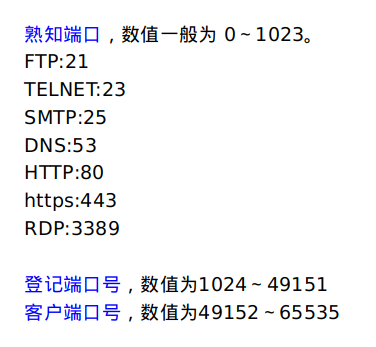 熟知端口，数值一般为 0～1023。
FTP:21
TELNET:23
SMTP:25
DNS:53
HTTP:80
https:443
RDP:3389
登记端口号，数值为1024～49151
客户端口号，数值为49152～65535